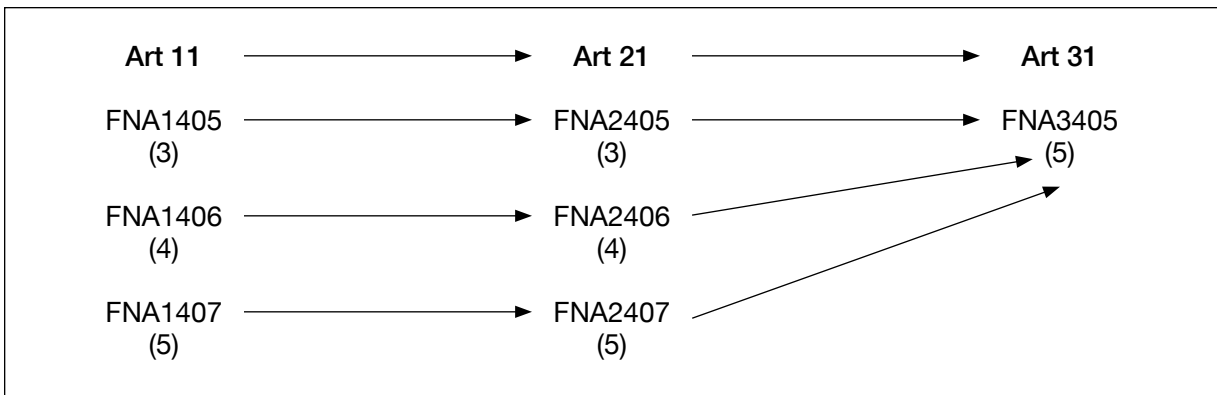 Art 11 Art 21 Art 31
FNA1405 FNA2405 FNA3405
(3) (3) (5)
FNA1406 FNA2406
(4) (4)
FNA1407 FNA2407
(5) (5)